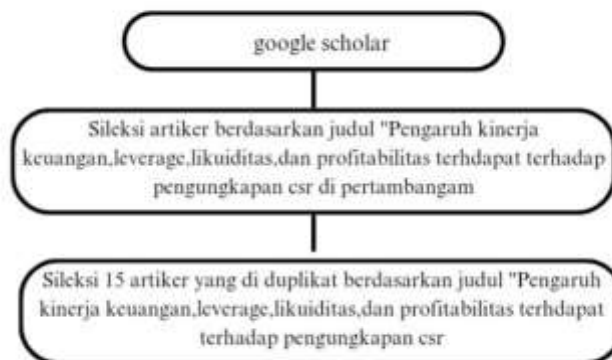 google scholar
Sileksi artiker berdasarkan judul "Pengaruh kinerja
keuangan,leverage,likuiditas,dan profitabilitas terhdapat terhadap
pengungkapan csr di pertambangam
Sileksi 15 artiker yang di duplikat berdasarkan judul "Pengaruh
kinerja keuangan,leverage,likuiditas,dan profitabilitas terhdapat
terhadap pengungkapan csr